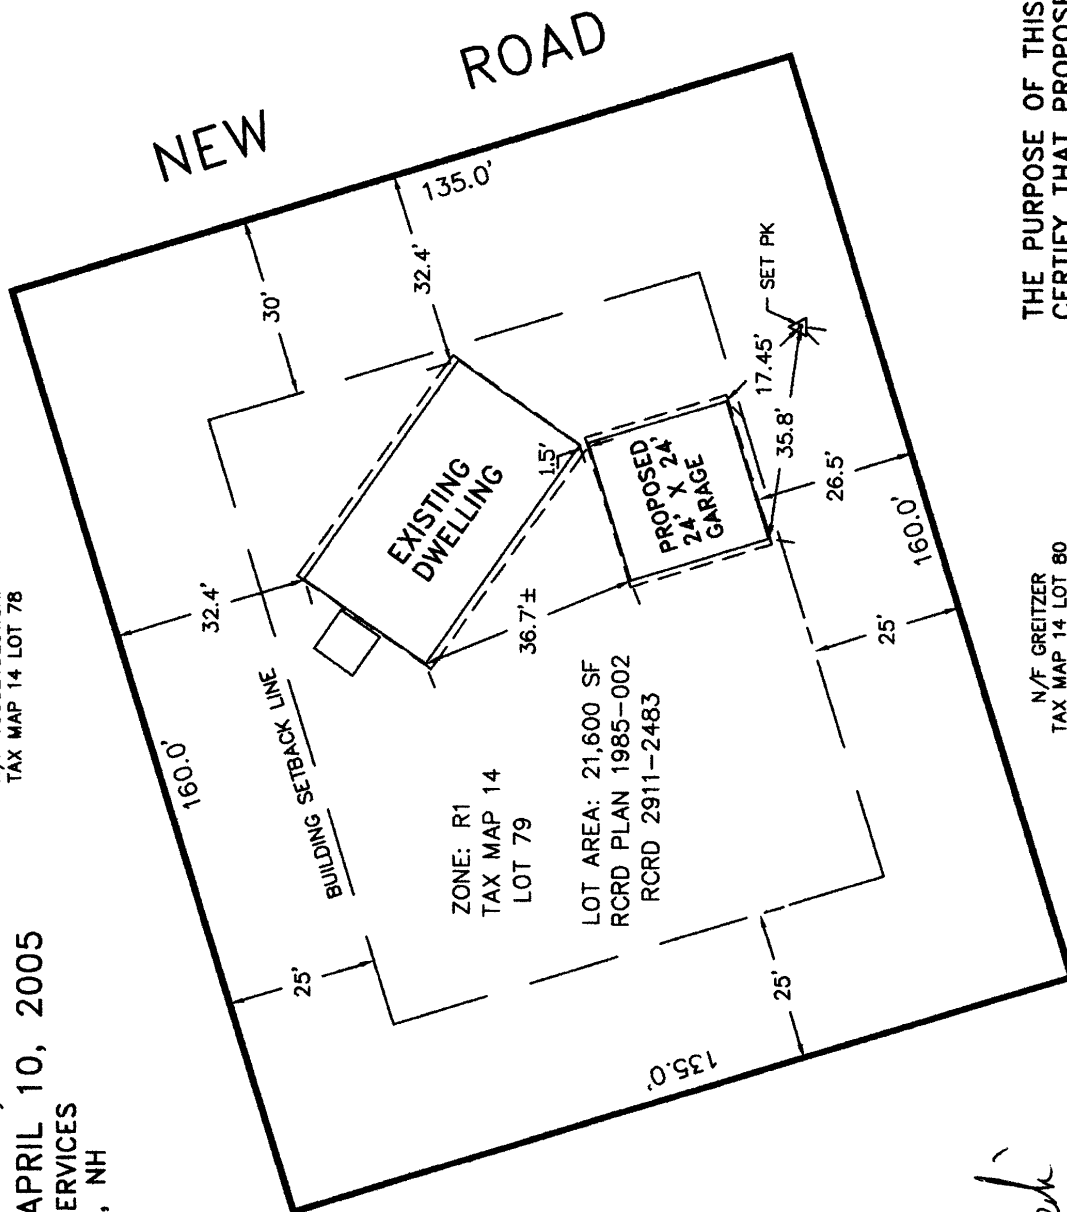 NEW ROAD
TAX MAP 14 LOT 78
APRIL 10, 2005
ERVICES
, NH
THE PURPOSE OF THIS
CERTIFY THAT PROPOSE
135.0'
30'
32.4'
SET PK
17.45'
35.8'
26.5'
160.0'
25'
1.5'
PROPOSED
24' X 24'
GARAGE
EXISTING
DWELLING
32.4'
36.7'±
BUILDING SETBACK LINE
160.0'
ZONE: R1
TAX MAP 14
LOT 79
LOT AREA: 21,600 SF
RCRD PLAN 1985-002
RCRD 2911-2483
25'
25'
135.0'
N/F GREITZER
TAX MAP 14 LOT 80